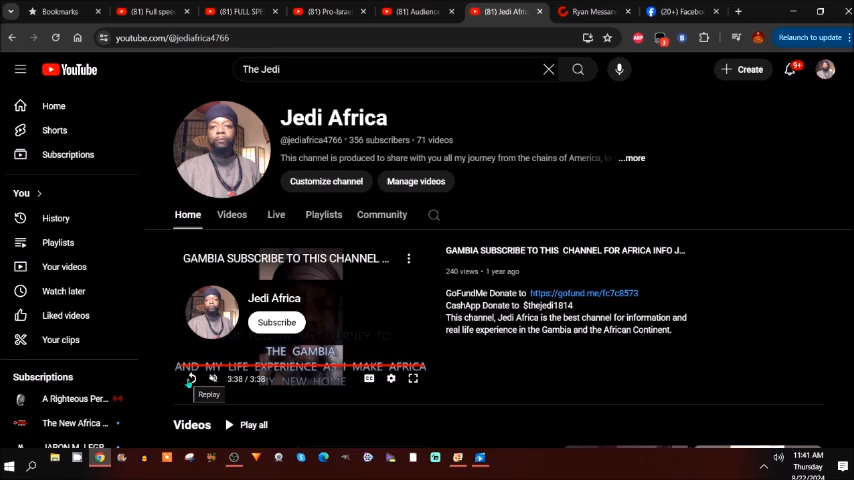 Bookmarks
(81) Full spee
(81) FULL SPE
(81) Pro-Israel
(81) Audience
(81) Jedi Afric
Ryan Messan
(20+) Facebo
youtube.com/@jediafrica4766
ABP
3
Relaunch to update
YouTube
The Jedi
Create
9+
Home
Shorts
Subscriptions
You
History
Playlists
Your videos
Watch later
Liked videos
Your clips
Subscriptions
A Righteous Per...
The New Africa ...
Jedi Africa
@jediafrica4766 • 356 subscribers • 71 videos
This channel is produced to share with you all my journey from the chains of America, to ...more
Customize channel
Manage videos
Home
Videos
Live
Playlists
Community
GAMBIA SUBSCRIBE TO THIS CHANNEL ...
Jedi Africa
Subscribe
THE GAMBIA
AND MY LIFE EXPERIENCE AS I MAKE AFRICA
MY NEW HOME
3:38 / 3:38
Replay
GAMBIA SUBSCRIBE TO THIS CHANNEL FOR AFRICA INFO J...
240 views • 1 year ago
GoFundMe Donate to https://gofund.me/fc7c8573
CashApp Donate to $thejedi1814
This channel, Jedi Africa is the best channel for information and
real life experience in the Gambia and the African Continent.
Videos
Play all
11:41 AM
Thursday
8/22/2024